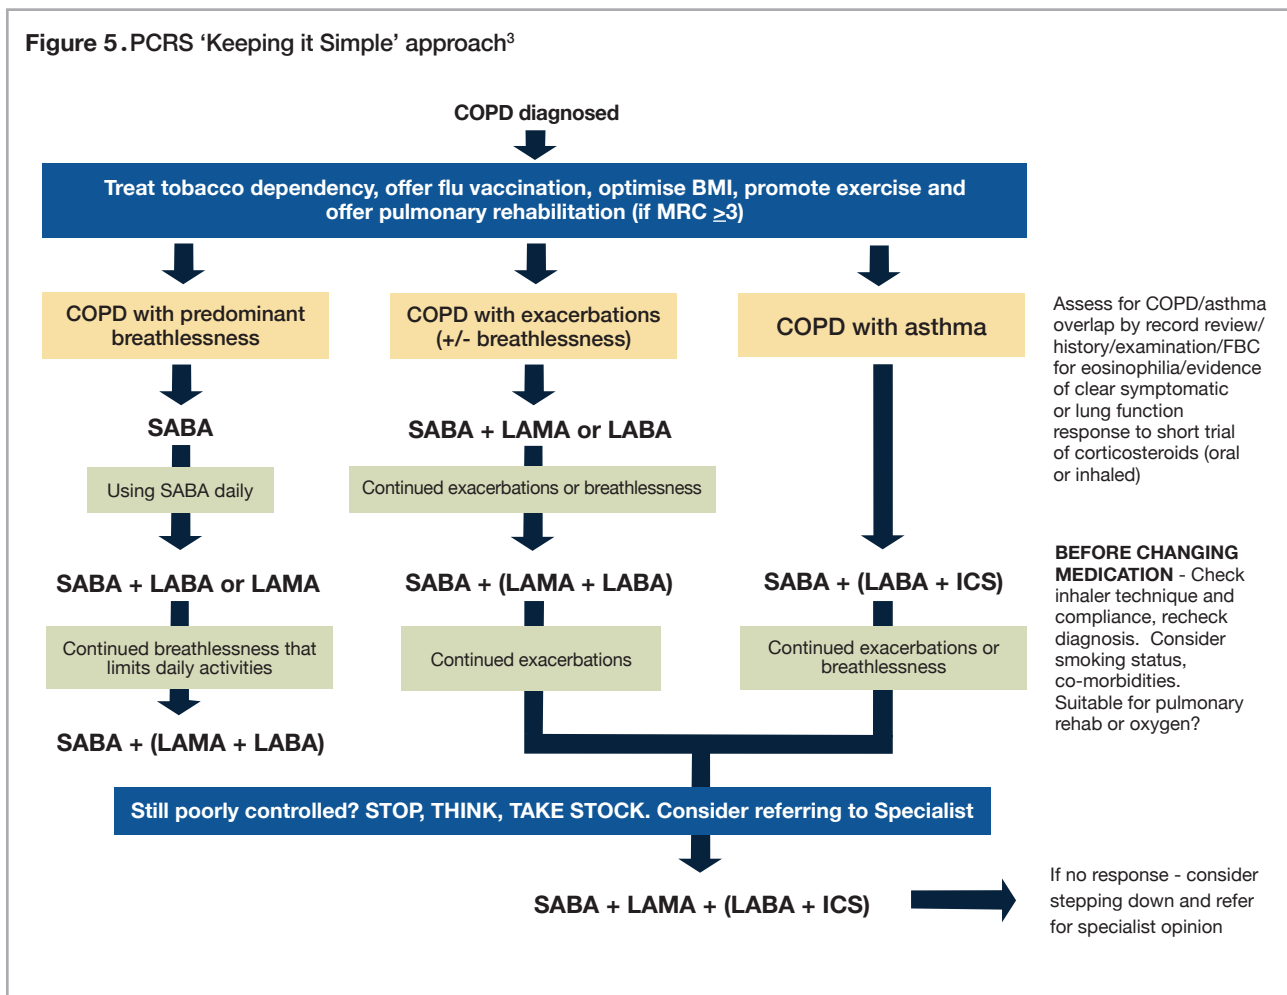 Figure 5. PCRS ‘Keeping it Simple’ approach³
COPD diagnosed
Treat tobacco dependency, offer flu vaccination, optimise BMI, promote exercise and
offer pulmonary rehabilitation (if MRC ≥3)
COPD with predominant
breathlessness
COPD with exacerbations
(+/- breathlessness)
COPD with asthma
Assess for COPD/asthma
overlap by record review/
history/examination/FBC
for eosinophilia/evidence
of clear symptomatic
or lung function
response to short trial
of corticosteroids (oral
or inhaled)
SABA
SABA + LAMA or LABA
Using SABA daily
Continued exacerbations or breathlessness
SABA + LABA or LAMA
SABA + (LAMA + LABA)
SABA + (LABA + ICS)
BEFORE CHANGING
MEDICATION - Check
inhaler technique and
compliance, recheck
diagnosis. Consider
smoking status,
co-morbidities.
Suitable for pulmonary
rehab or oxygen?
Continued breathlessness that
limits daily activities
Continued exacerbations
Continued exacerbations or
breathlessness
SABA + (LAMA + LABA)
Still poorly controlled? STOP, THINK, TAKE STOCK. Consider referring to Specialist
SABA + LAMA + (LABA + ICS)
If no response - consider
stepping down and refer
for specialist opinion